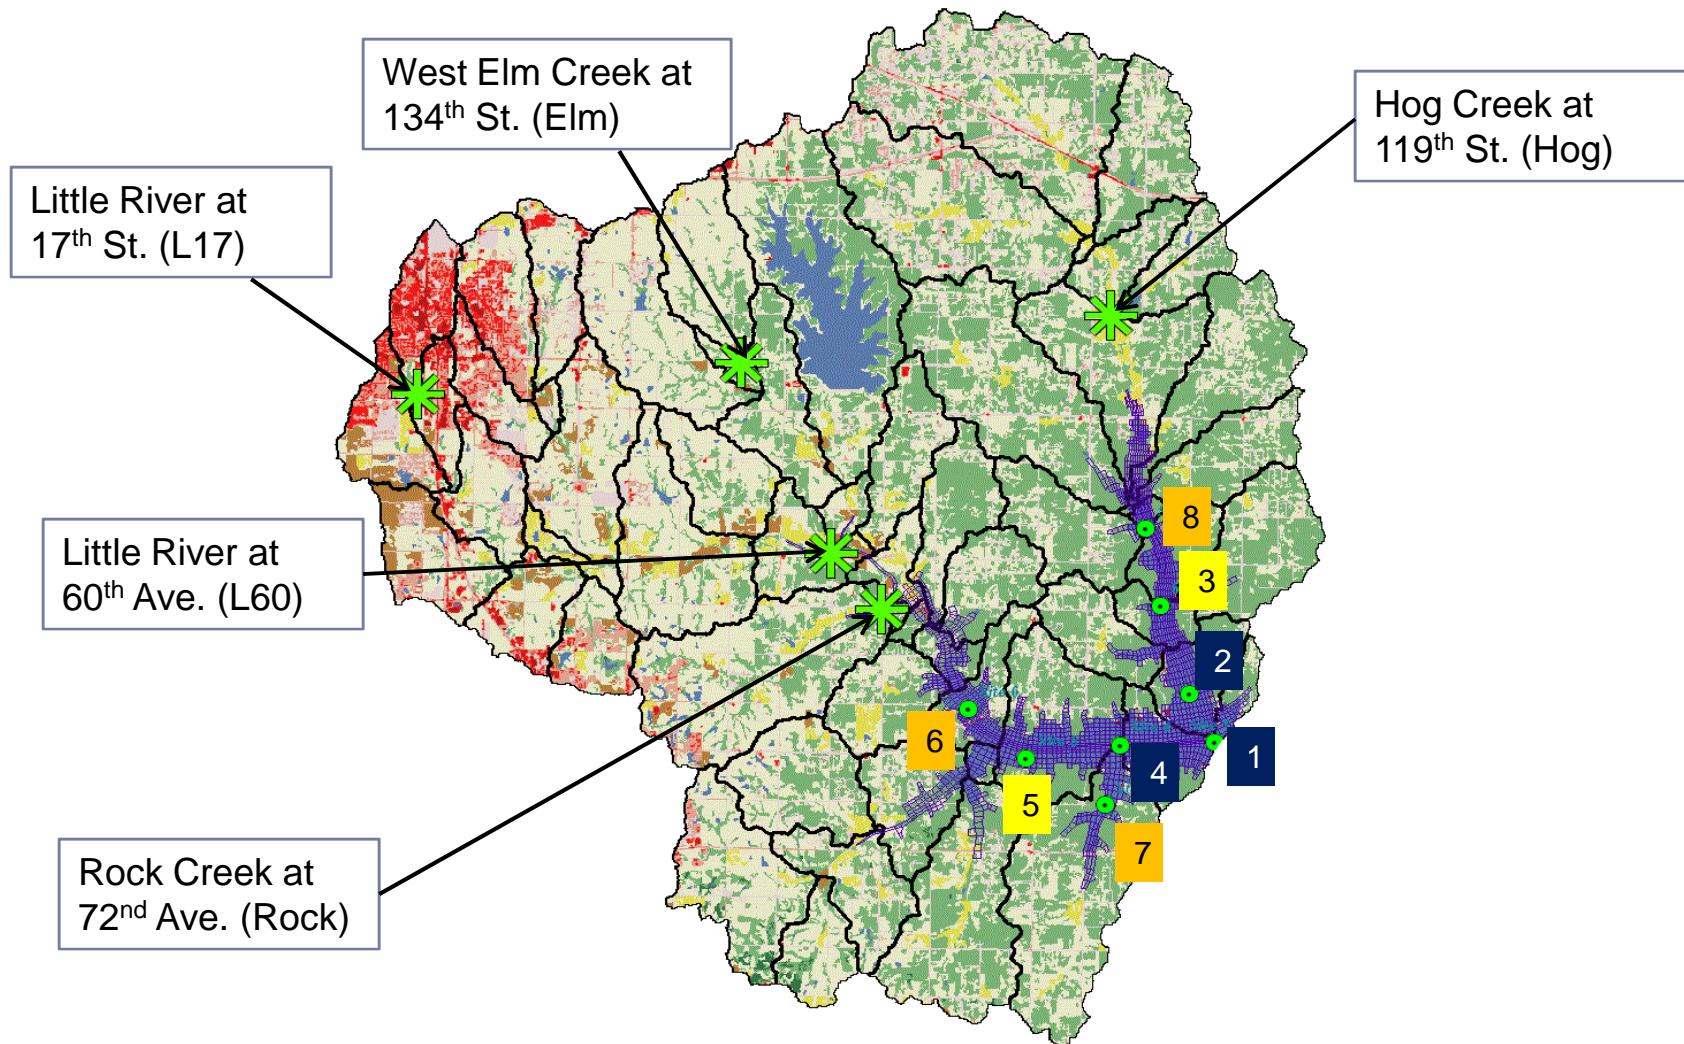 West Elm Creek at
134th St. (Elm)
Hog Creek at
119th St. (Hog)
Little River at
17th St. (L17)
Little River at
60th Ave. (L60)
Rock Creek at
72nd Ave. (Rock)
8
3
2
6
1
4
5
7